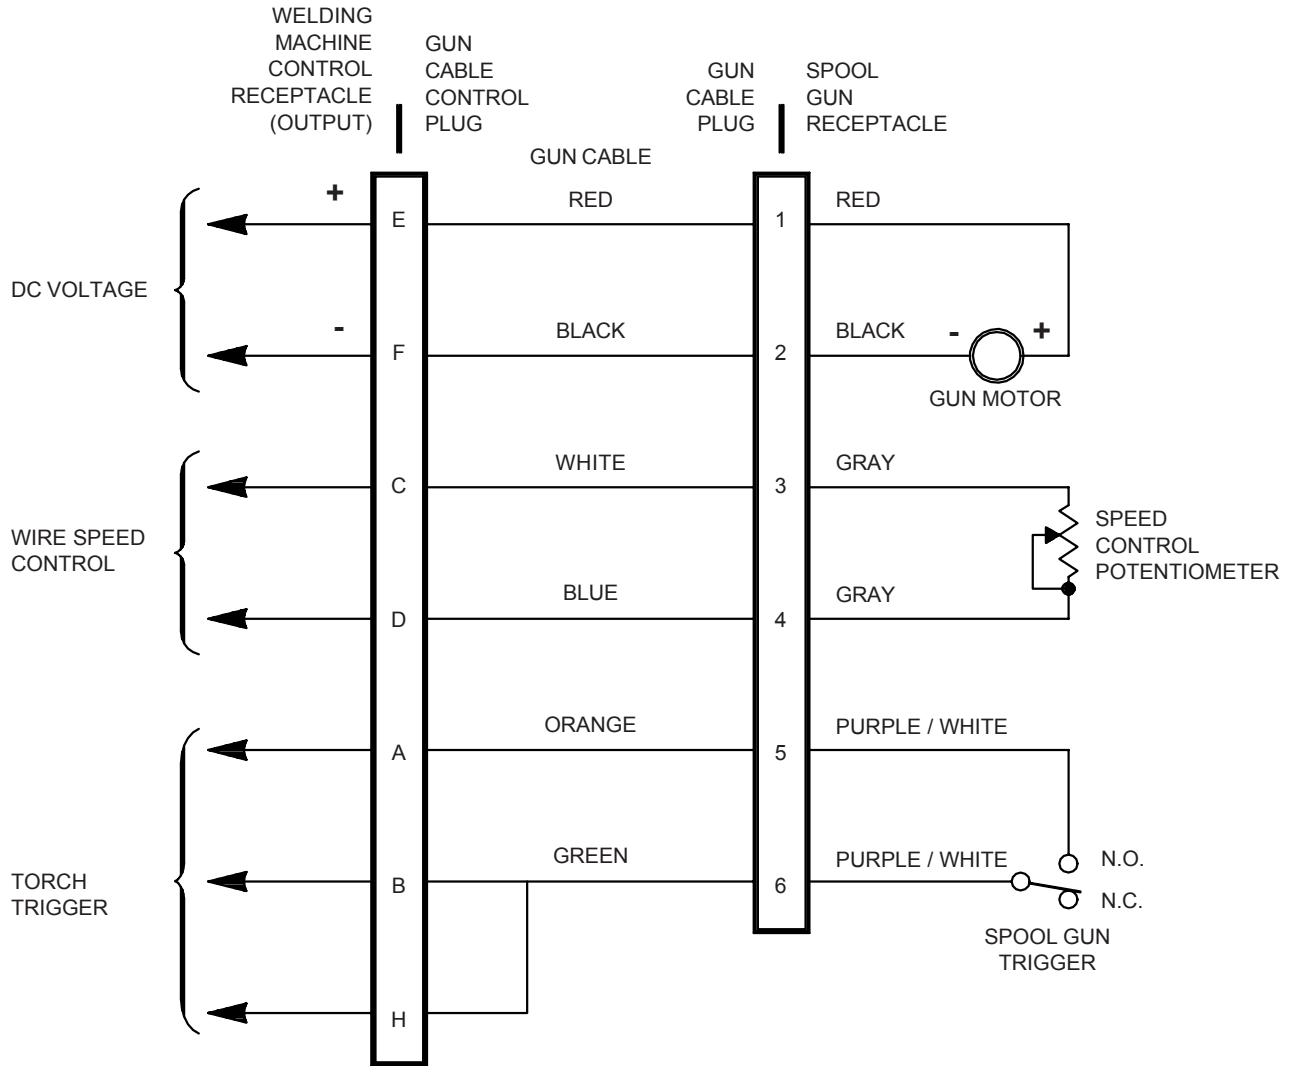 WELDING
MACHINE
CONTROL
RECEPTACLE
(OUTPUT)
GUN
CABLE
CONTROL
PLUG
GUN
CABLE
PLUG
SPOOL
GUN
RECEPTACLE
GUN CABLE
+
E
RED
1
RED
DC VOLTAGE
-
F
BLACK
2
BLACK
-
+
GUN MOTOR
WIRE SPEED
CONTROL
C
WHITE
3
GRAY
SPEED
CONTROL
POTENTIOMETER
D
BLUE
4
GRAY
TORCH
TRIGGER
A
ORANGE
5
PURPLE / WHITE
B
GREEN
6
PURPLE / WHITE
N.O.
N.C.
SPOOL GUN
TRIGGER
H